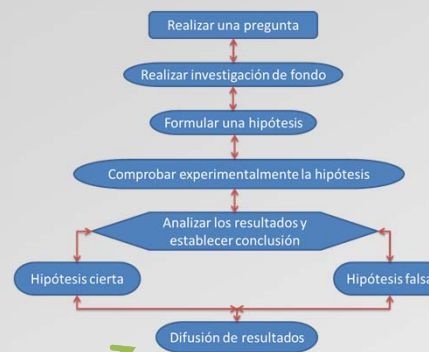 Realizar una pregunta
Realizar investigación de fondo
Formular una hipótesis
Comprobar experimentalmente la hipótesis
Analizar los resultados y
establecer conclusión
Hipótesis cierta
Hipótesis falsa
Difusión de resultados